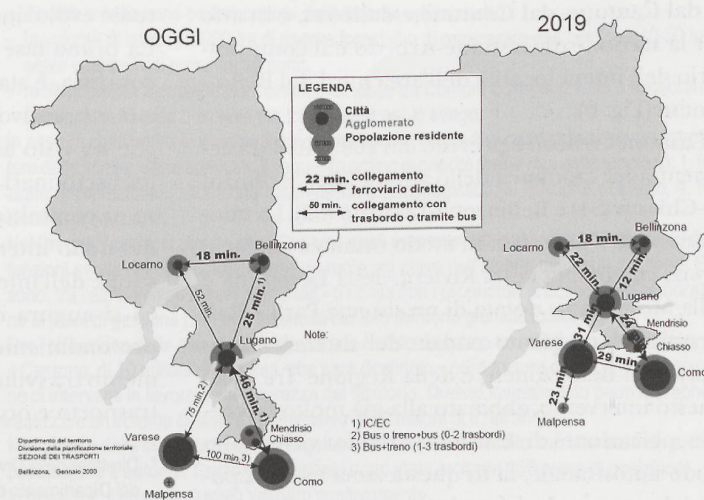 OGGI
2019
LEGENDA
Città
Agglomerato
Popolazione residente
22 min. collegamento
ferroviario diretto
50 min. collegamento con
trasbordo o tramite bus
Locarno
18 min.
Bellinzona
52 min.
25 min. 1)
Lugano
75 min. 2)
46 min. 1)
Mendrisio
Chiasso
Varese
100 min. 3)
Como
Malpensa
Note:
1) IC/EC
2) Bus o treno+bus (0-2 trasbordi)
3) Bus+treno (1-3 trasbordi)
Dipartimento del territorio
Divisione della pianificazione territoriale
SEZIONE DEI TRASPORTI
Bellinzona, Gennaio 2000
Locarno
18 min.
Bellinzona
22 min.
12 min.
Lugano
31 min
24
Mendrisio
Chiasso
Varese
29 min.
Como
23 min
Malpensa